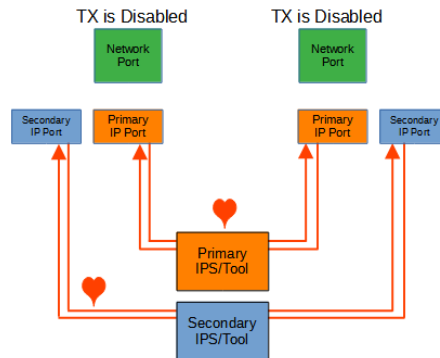 TX is Disabled
TX is Disabled
Network
Port
Network
Port
Secondary
IP Port
Primary
IP Port
Primary
IP Port
Secondary
IP Port
Primary
IPS/Tool
Secondary
IPS/Tool